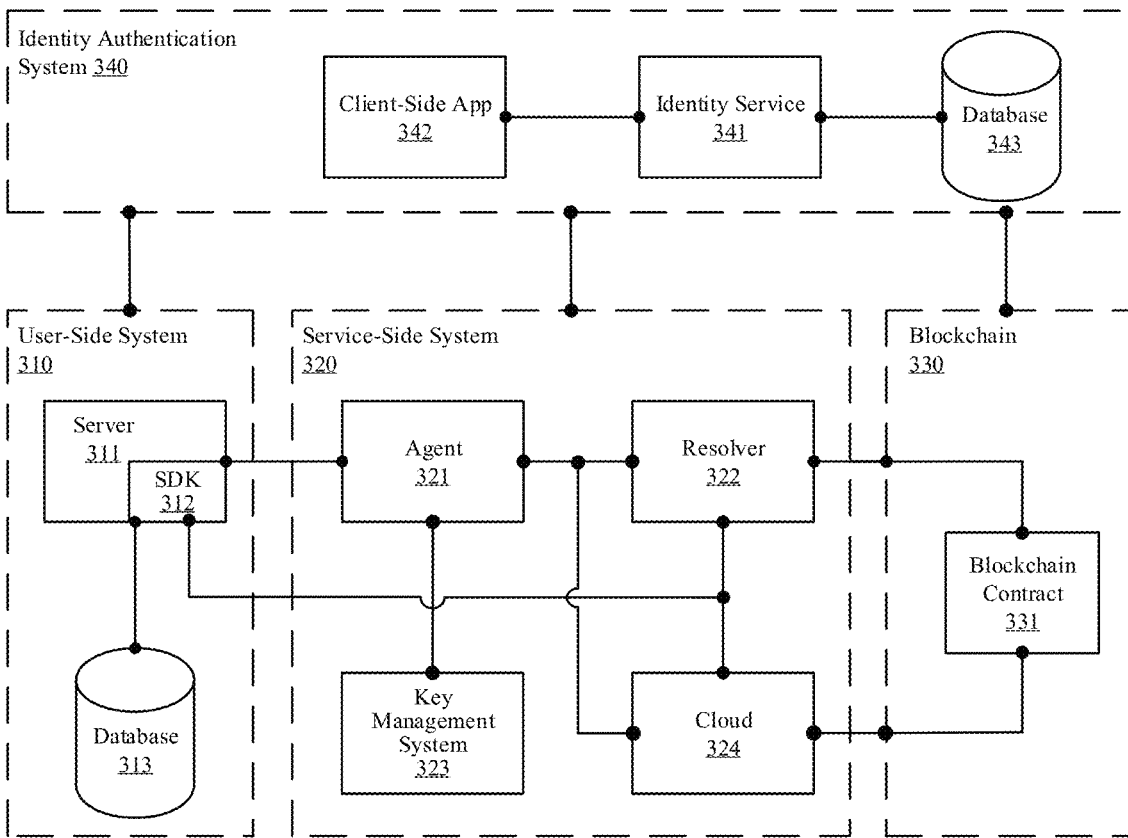 Identity Authentication
System 340
Client-Side App
342
Identity Service
341
Database
343
User-Side System
310
Server
311
SDK
312
Database
313
Service-Side System
320
Agent
321
Resolver
322
Key
Management
System
323
Cloud
324
Blockchain
330
Blockchain
Contract
331